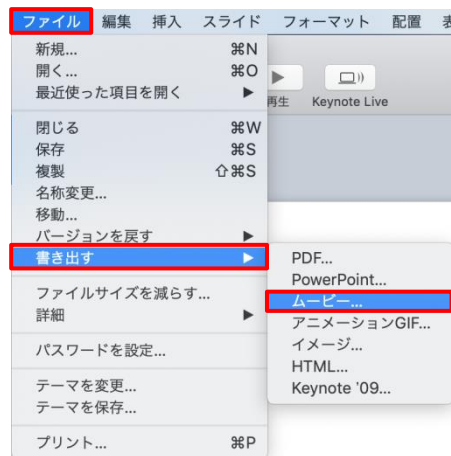 ファイル 編集 挿入 スライド フォーマット 配置
新規... ⌘N
開く... ⌘O
最近使った項目を開く ▶
再生 Keynote Live
閉じる ⌘W
保存 ⌘S
複製 ⇧⌘S
名称変更...
移動...
バージョンを戻す ▶
書き出す ▶
PDF...
PowerPoint...
ムービー...
アニメーションGIF...
イメージ...
HTML...
Keynote '09...
ファイルサイズを減らす...
詳細 ▶
パスワードを設定...
テーマを変更...
テーマを保存...
プリント... ⌘P